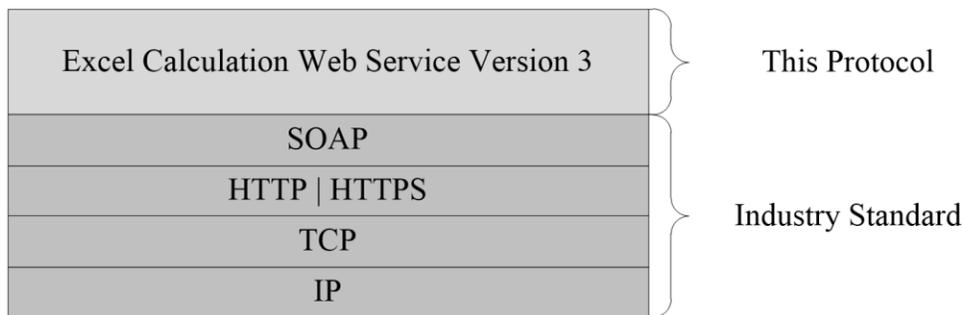 Excel Calculation Web Service Version 3
This Protocol
SOAP
HTTP | HTTPS
TCP
IP
Industry Standard